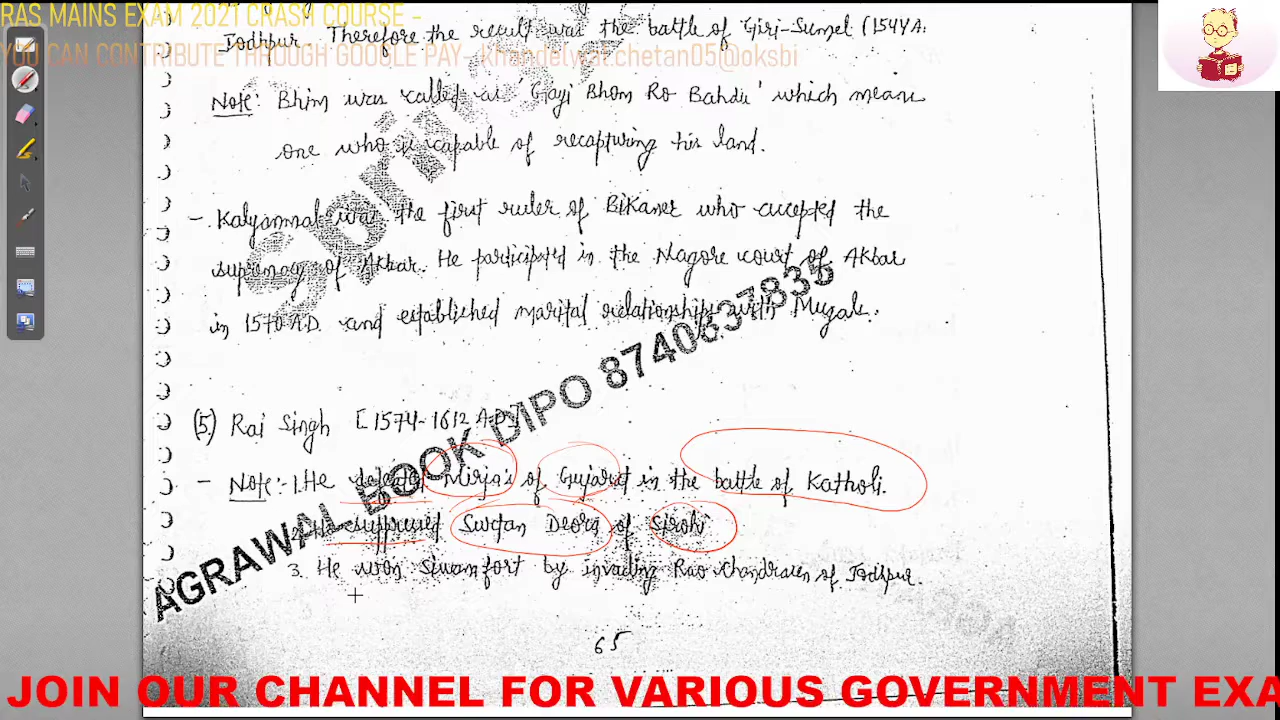 RAS MAINS EXAM 2021 CRASH COURSE -
YOU CAN CONTRIBUTE THROUGH GOOGLE PAY - khandelwal.chetan05@oksbi
Jodhpur Therefore the result was the battle of Giri-Sumel (1544 A.
Note: Bhim was called as 'Gayi Bhom Ro Bahdu' which means
one who is capable of recapturing his land.
- Kalyanmal was the first ruler of Bikaner who accepted the
supremacy of Akbar. He participated in the Nagore court of Akbar
in 1570 A.D. and established marital relationships with Mugals.
(5) Rai Singh [1574-1612 A.D.]
- Note:- 1. He defeated Mirja's of Gujarat in the battle of Katholi.
2. He suppressed Surtan Deora of Sirohi
3. He won Siwan fort by invading Rao Chandrasen of Jodhpur.
65
AGRAWAL BOOK DIPO 8740637835
JOIN OUR CHANNEL FOR VARIOUS GOVERNMENT EXA